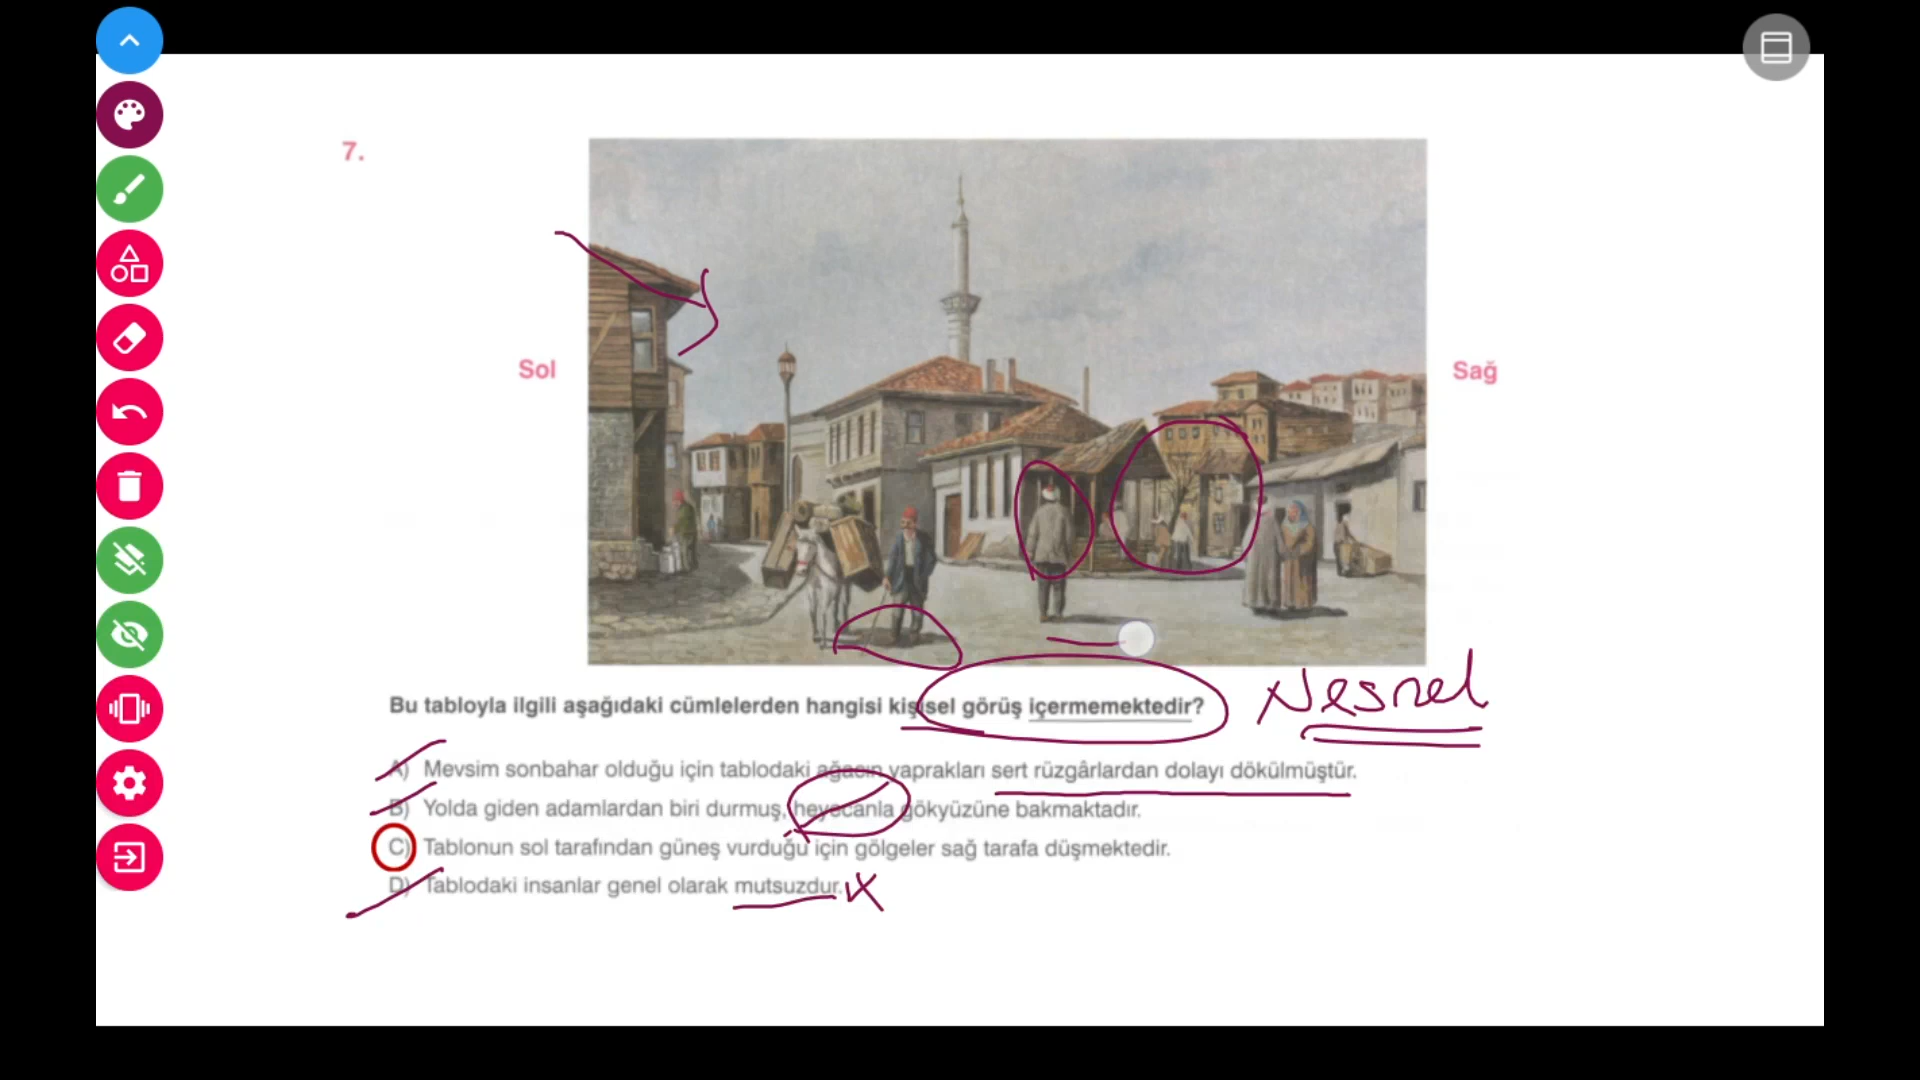 7.
Sol
Sağ
Bu tabloyla ilgili aşağıdaki cümlelerden hangisi kişisel görüş içermemektedir?
Nesnel
A) Mevsim sonbahar olduğu için tablodaki ağacın yaprakları sert rüzgârlardan dolayı dökülmüştür.
B) Yolda giden adamlardan biri durmuş, heyecanla gökyüzüne bakmaktadır.
C) Tablonun sol tarafından güneş vurduğu için gölgeler sağ tarafa düşmektedir.
D) Tablodaki insanlar genel olarak mutsuzdur.